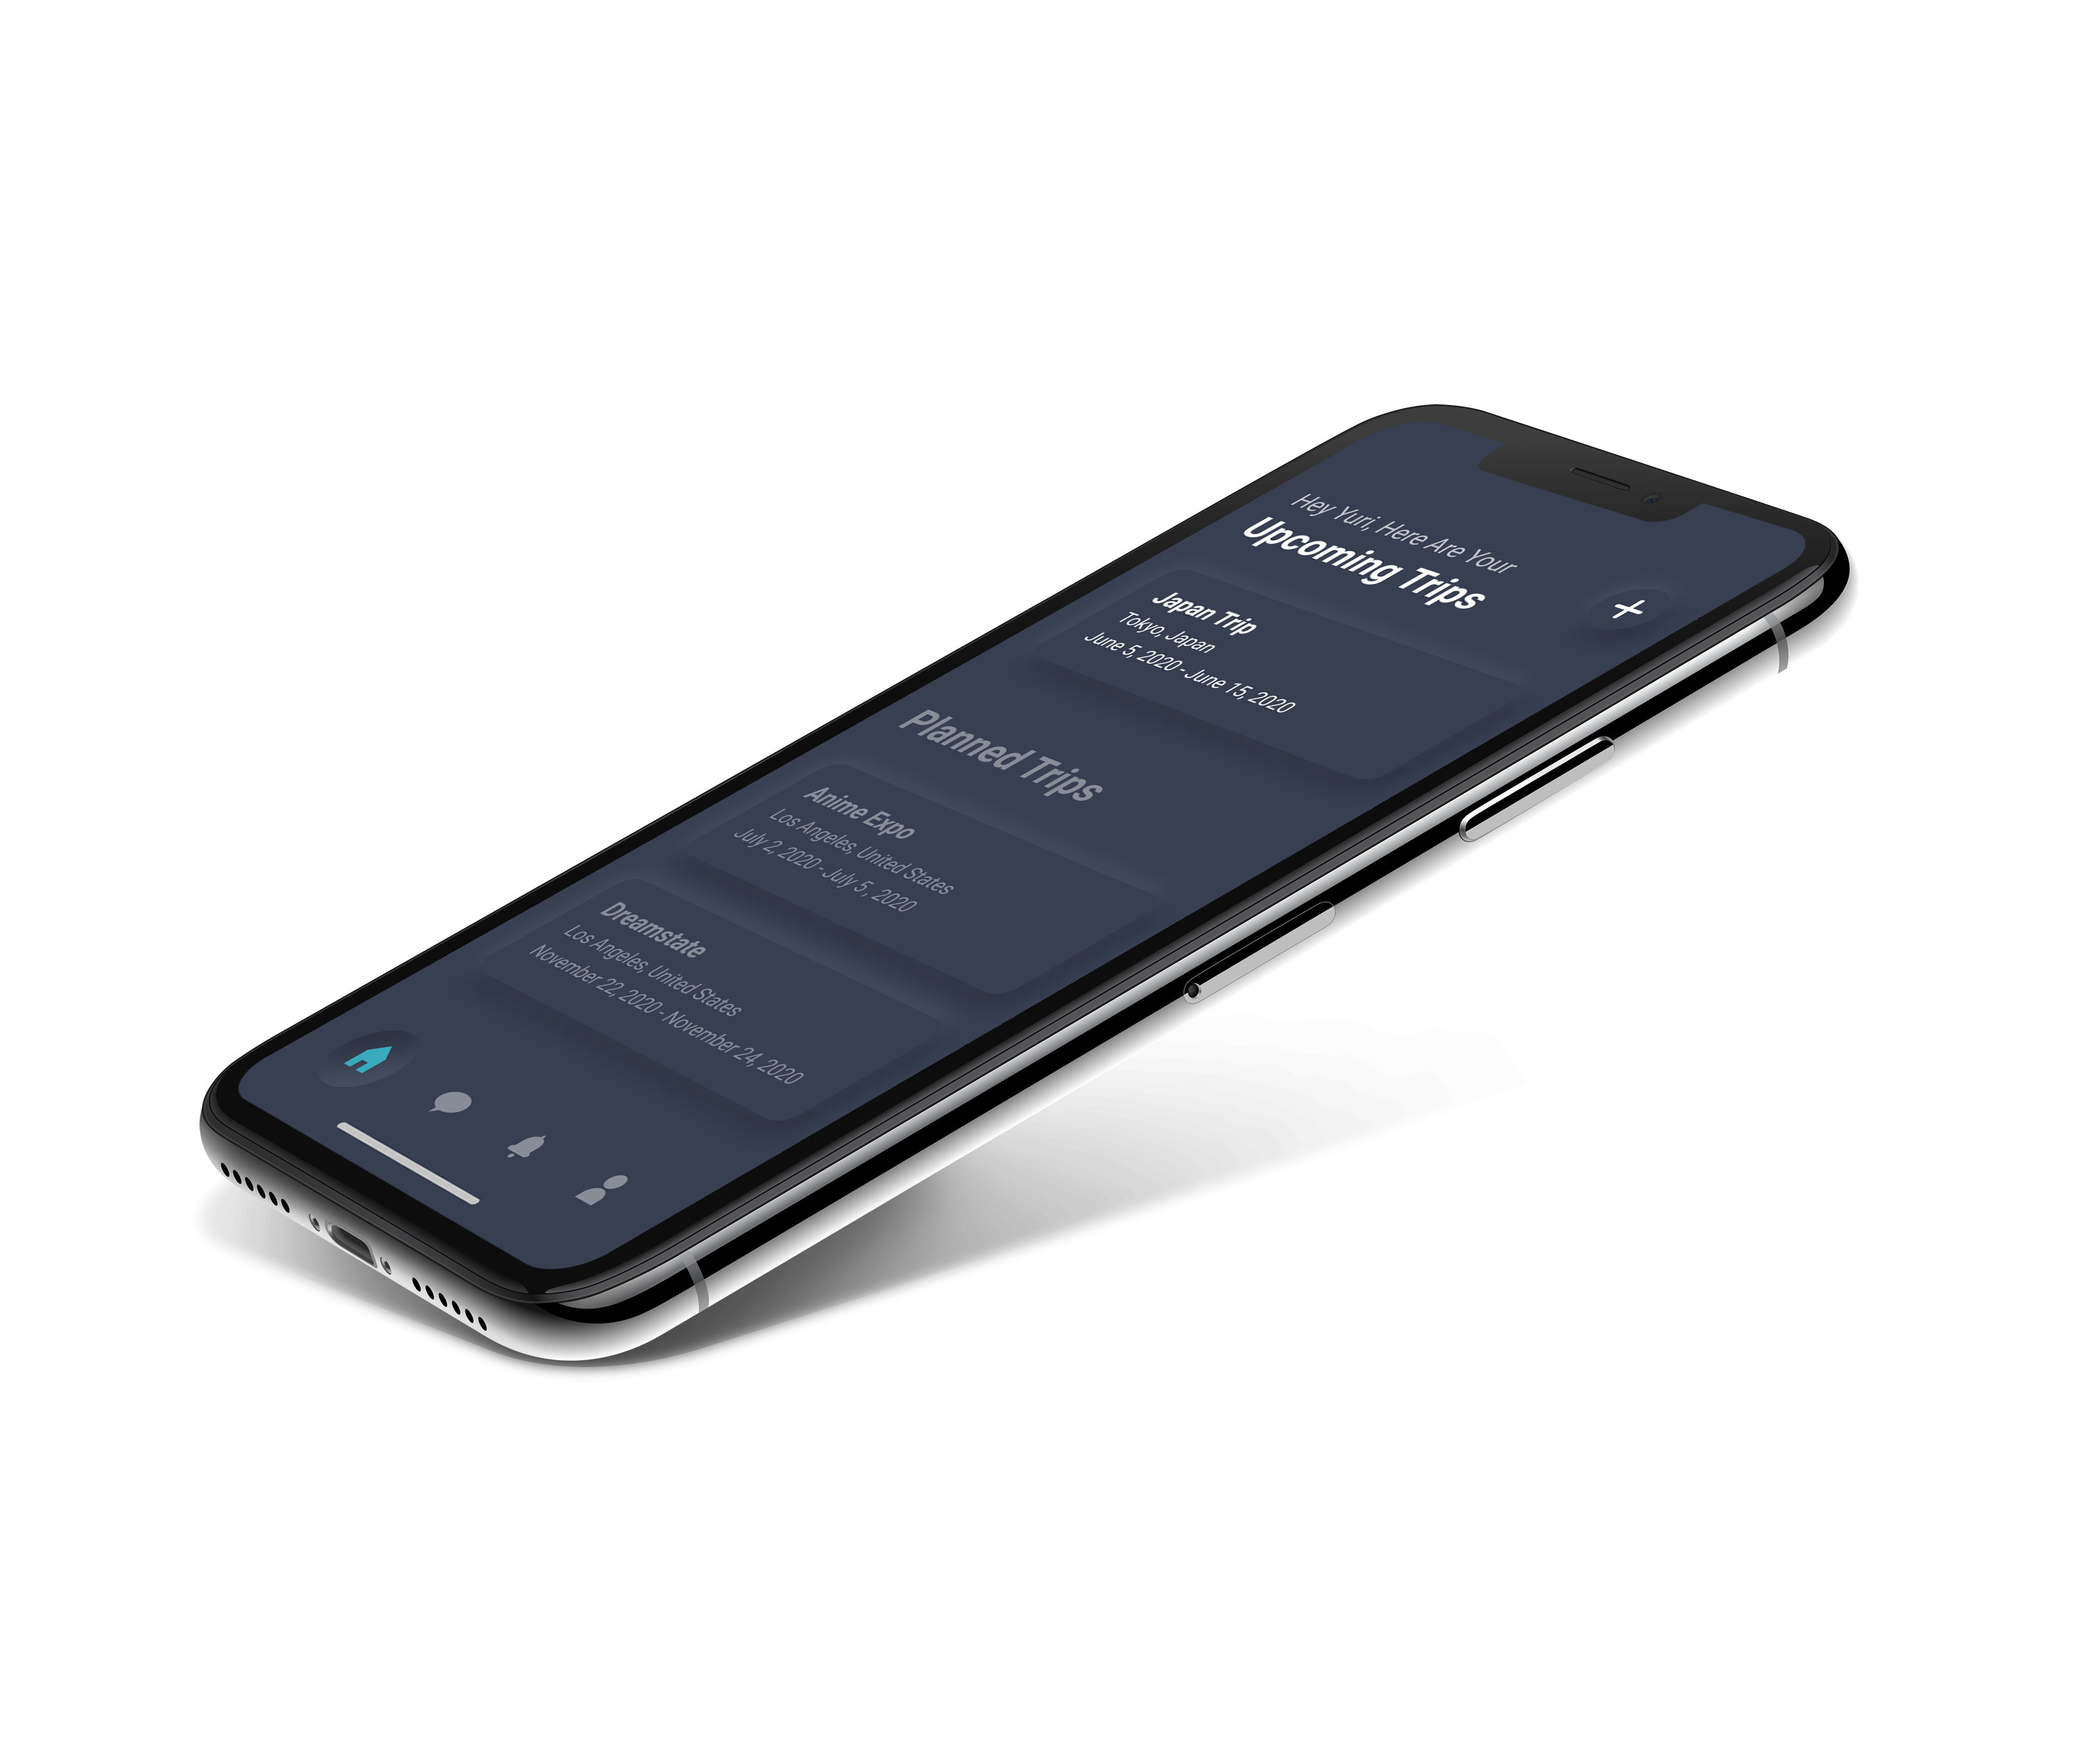 Hey Yuri, Here Are Your
Upcoming Trips
Japan Trip
Tokyo, Japan
June 5, 2020 - June 15, 2020
Planned Trips
Anime Expo
Los Angeles, United States
July 2, 2020 - July 5, 2020
Dreamstate
Los Angeles, United States
November 22, 2020 - November 24, 2020